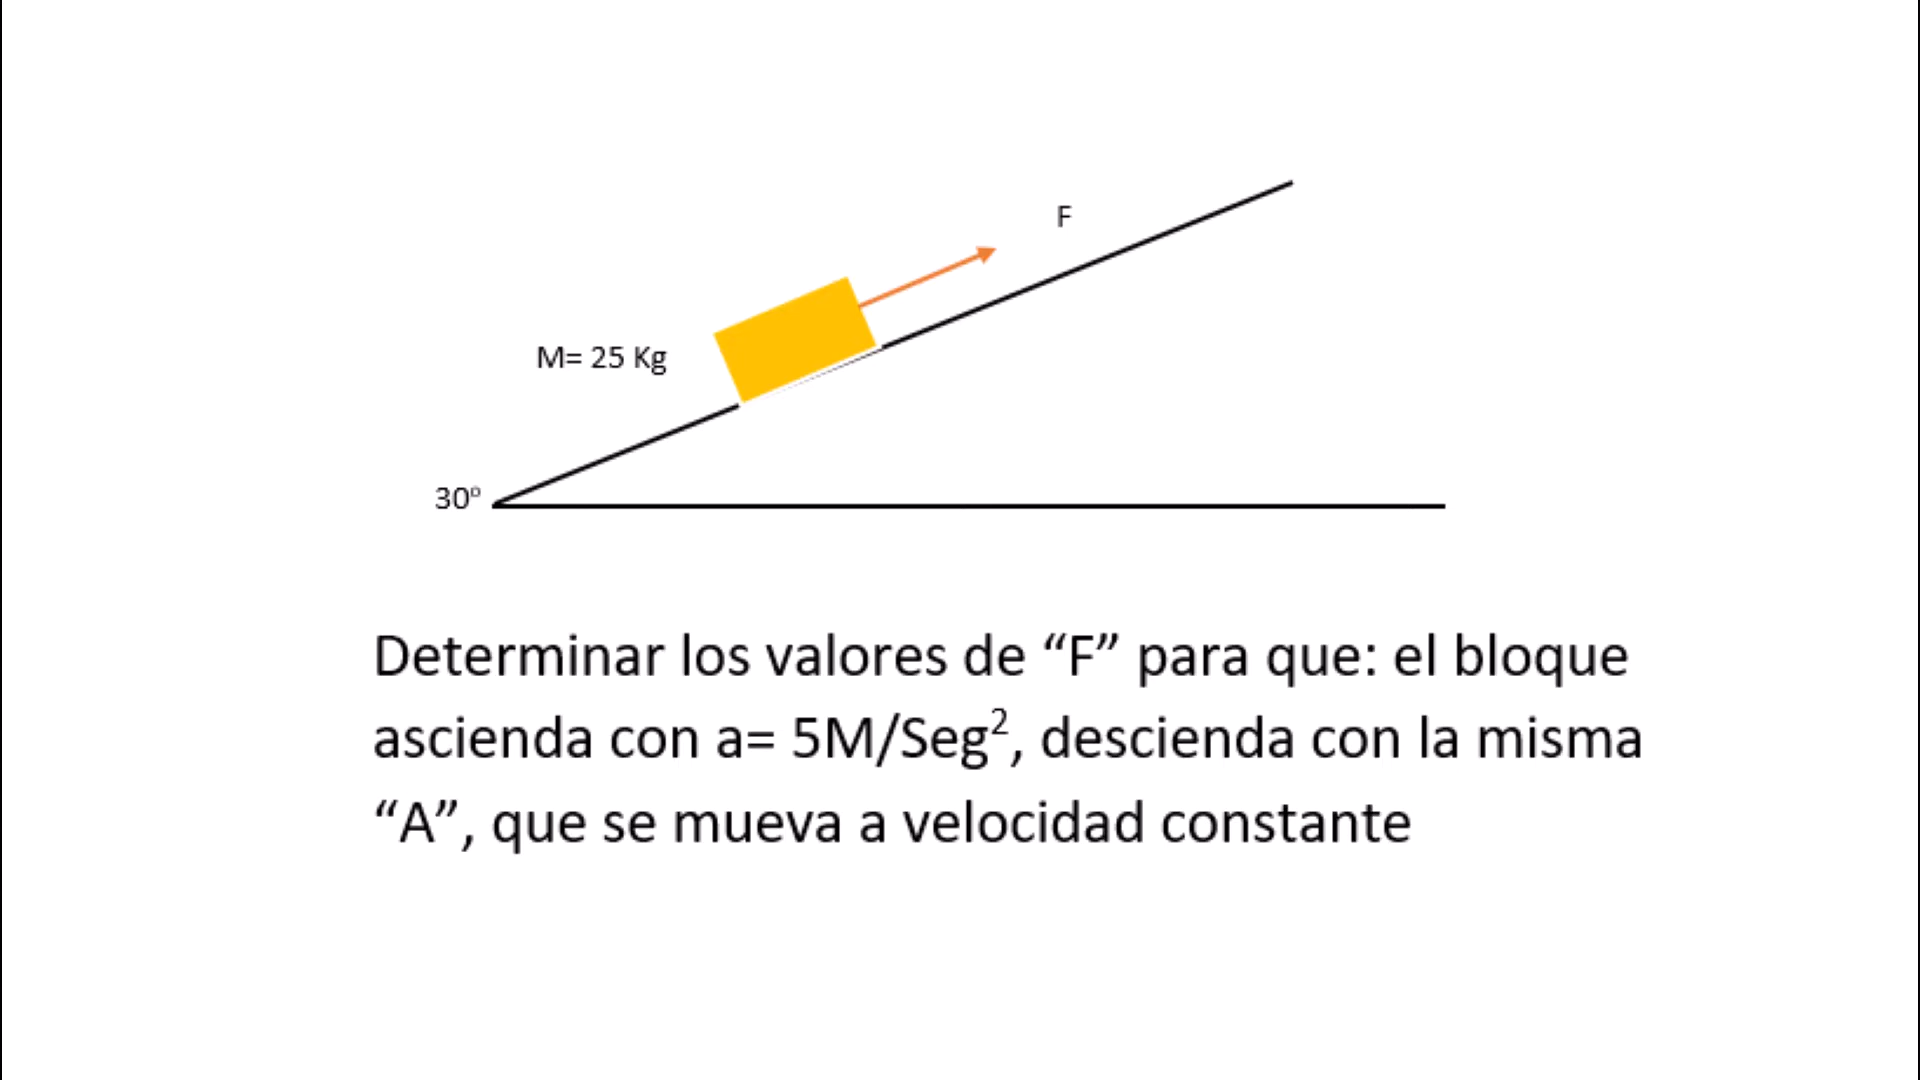 F
M= 25 Kg
30º
Determinar los valores de “F” para que: el bloque
ascienda con a= 5M/Seg², descienda con la misma
“A”, que se mueva a velocidad constante